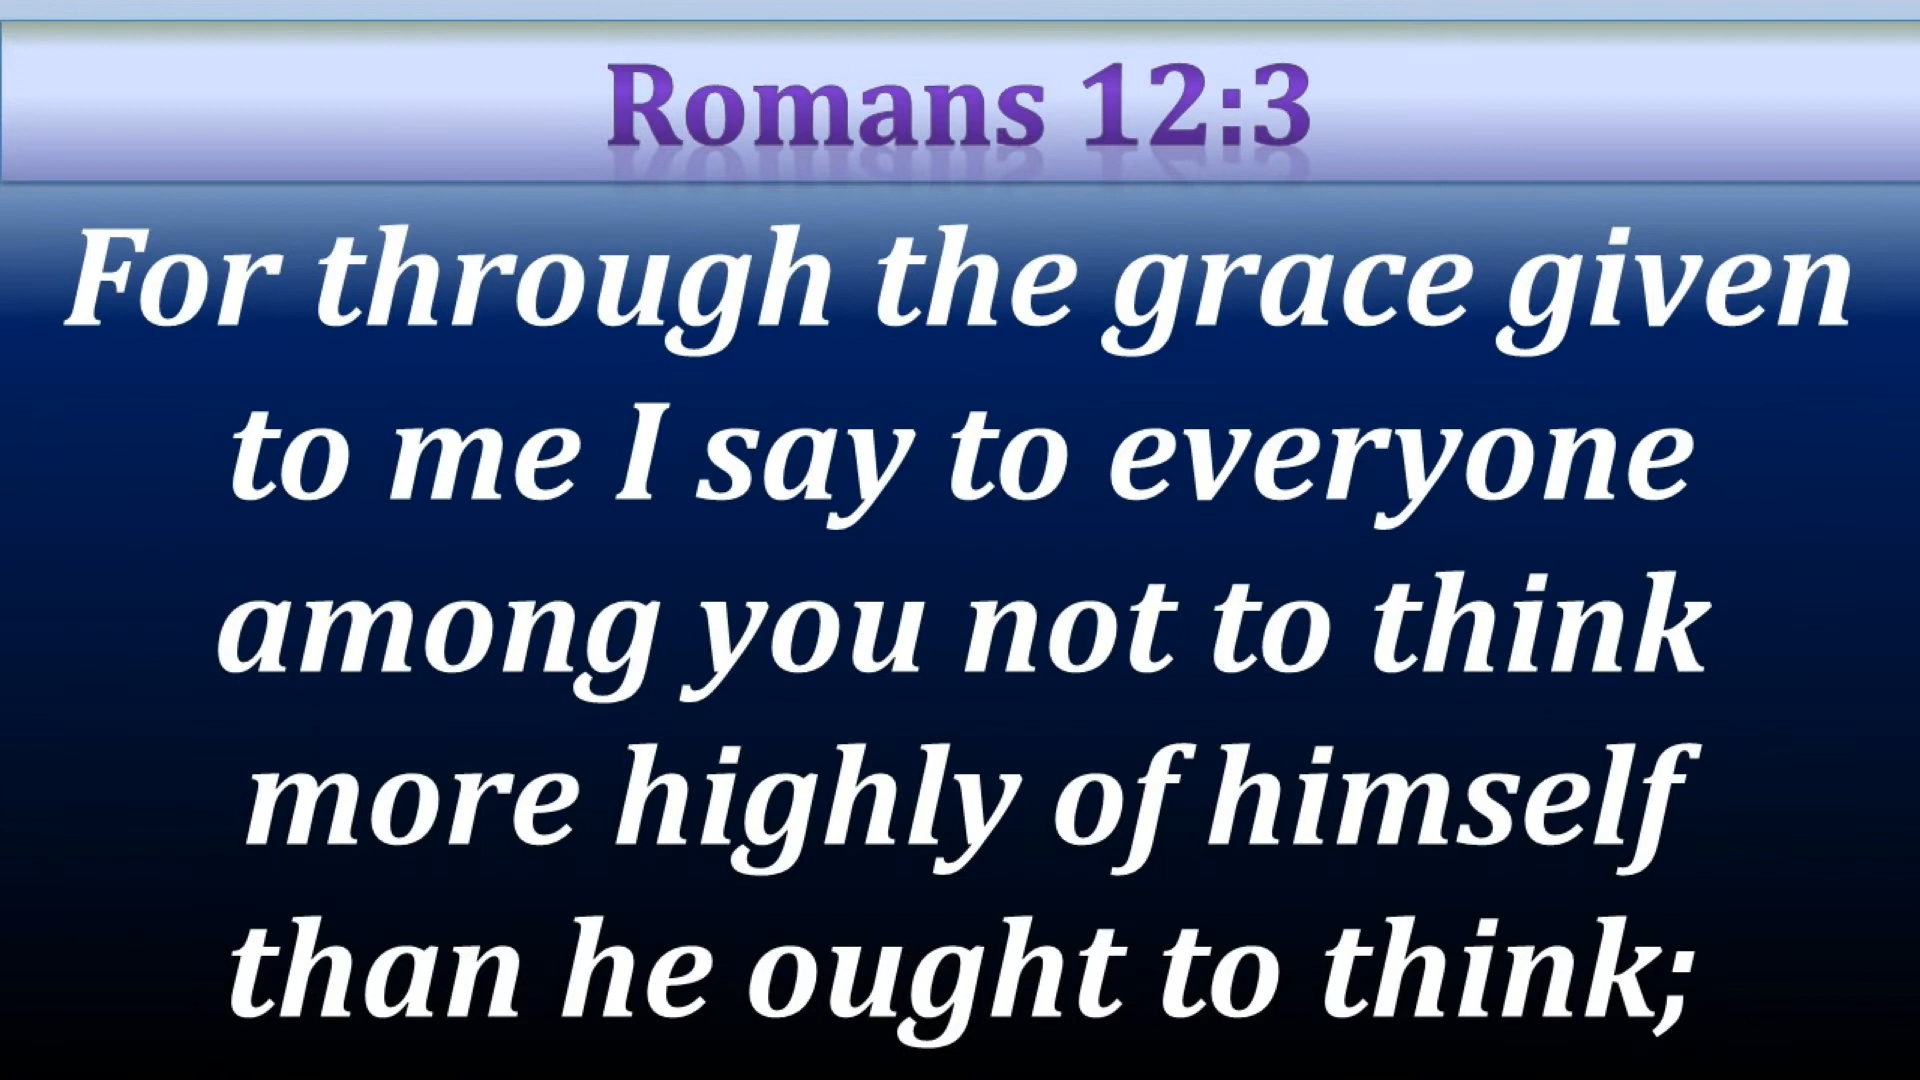 Romans 12:3
For through the grace given
to me I say to everyone
among you not to think
more highly of himself
than he ought to think;